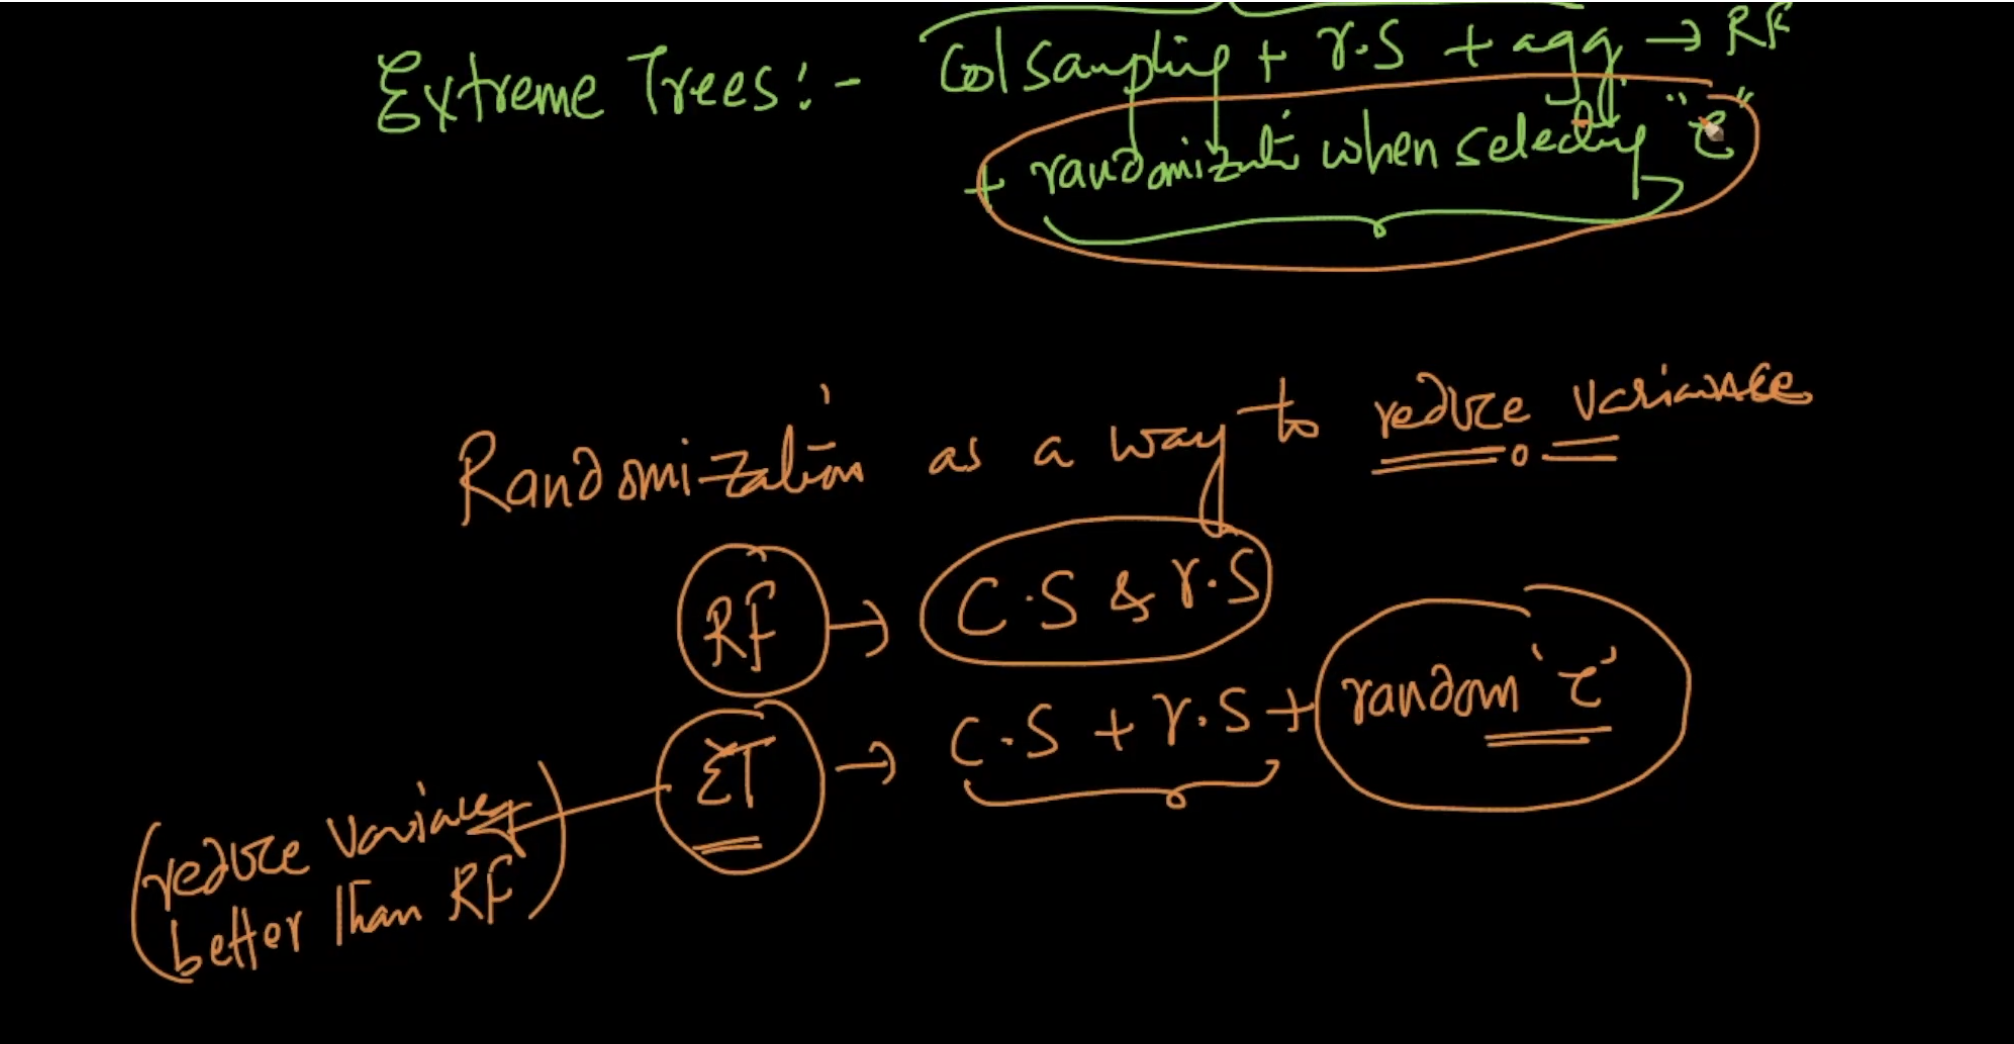 Extreme Trees:- Col Sampling + r.S + agg → RF
+ randomizatn when selecting "τ"
Randomization as a way to reduce variance
RF → C.S & r.S
ET → C.S + r.S + random 'τ'
(reduce variance
better than RF)